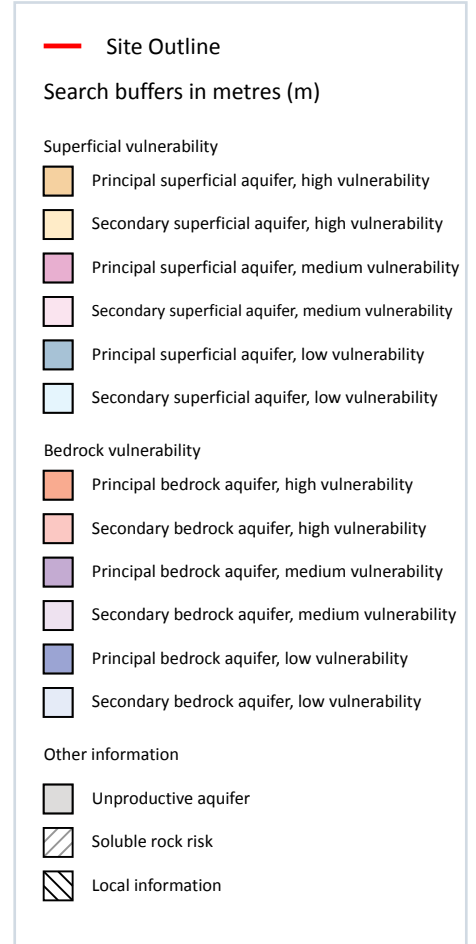 Site Outline
Search buffers in metres (m)
Superficial vulnerability
Principal superficial aquifer, high vulnerability
Secondary superficial aquifer, high vulnerability
Principal superficial aquifer, medium vulnerability
Secondary superficial aquifer, medium vulnerability
Principal superficial aquifer, low vulnerability
Secondary superficial aquifer, low vulnerability
Bedrock vulnerability
Principal bedrock aquifer, high vulnerability
Secondary bedrock aquifer, high vulnerability
Principal bedrock aquifer, medium vulnerability
Secondary bedrock aquifer, medium vulnerability
Principal bedrock aquifer, low vulnerability
Secondary bedrock aquifer, low vulnerability
Other information
Unproductive aquifer
Soluble rock risk
Local information